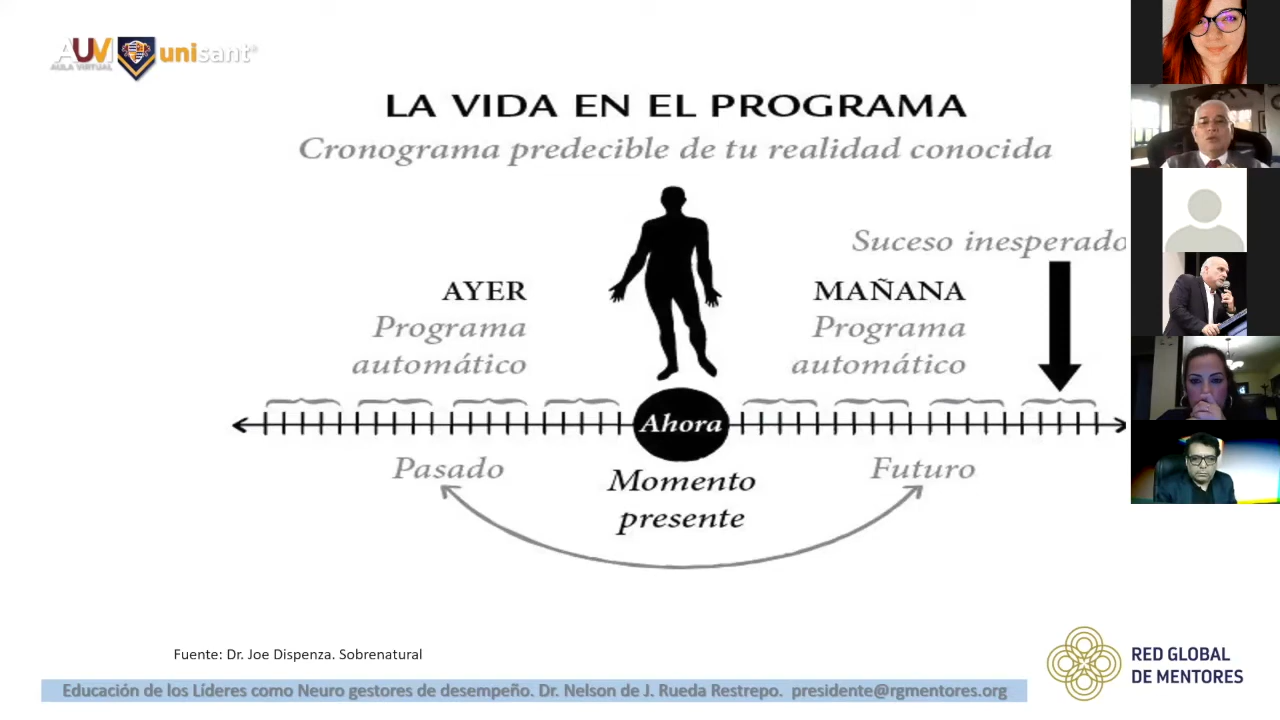 AUV
AULA VIRTUAL
unisant®
LA VIDA EN EL PROGRAMA
Cronograma predecible de tu realidad conocida
Suceso inesperado
AYER
Programa
automático
MAÑANA
Programa
automático
Ahora
Pasado
Momento
presente
Futuro
Fuente: Dr. Joe Dispenza. Sobrenatural
RED GLOBAL
DE MENTORES
Educación de los Líderes como Neuro gestores de desempeño. Dr. Nelson de J. Rueda Restrepo. presidente@rgmentores.org